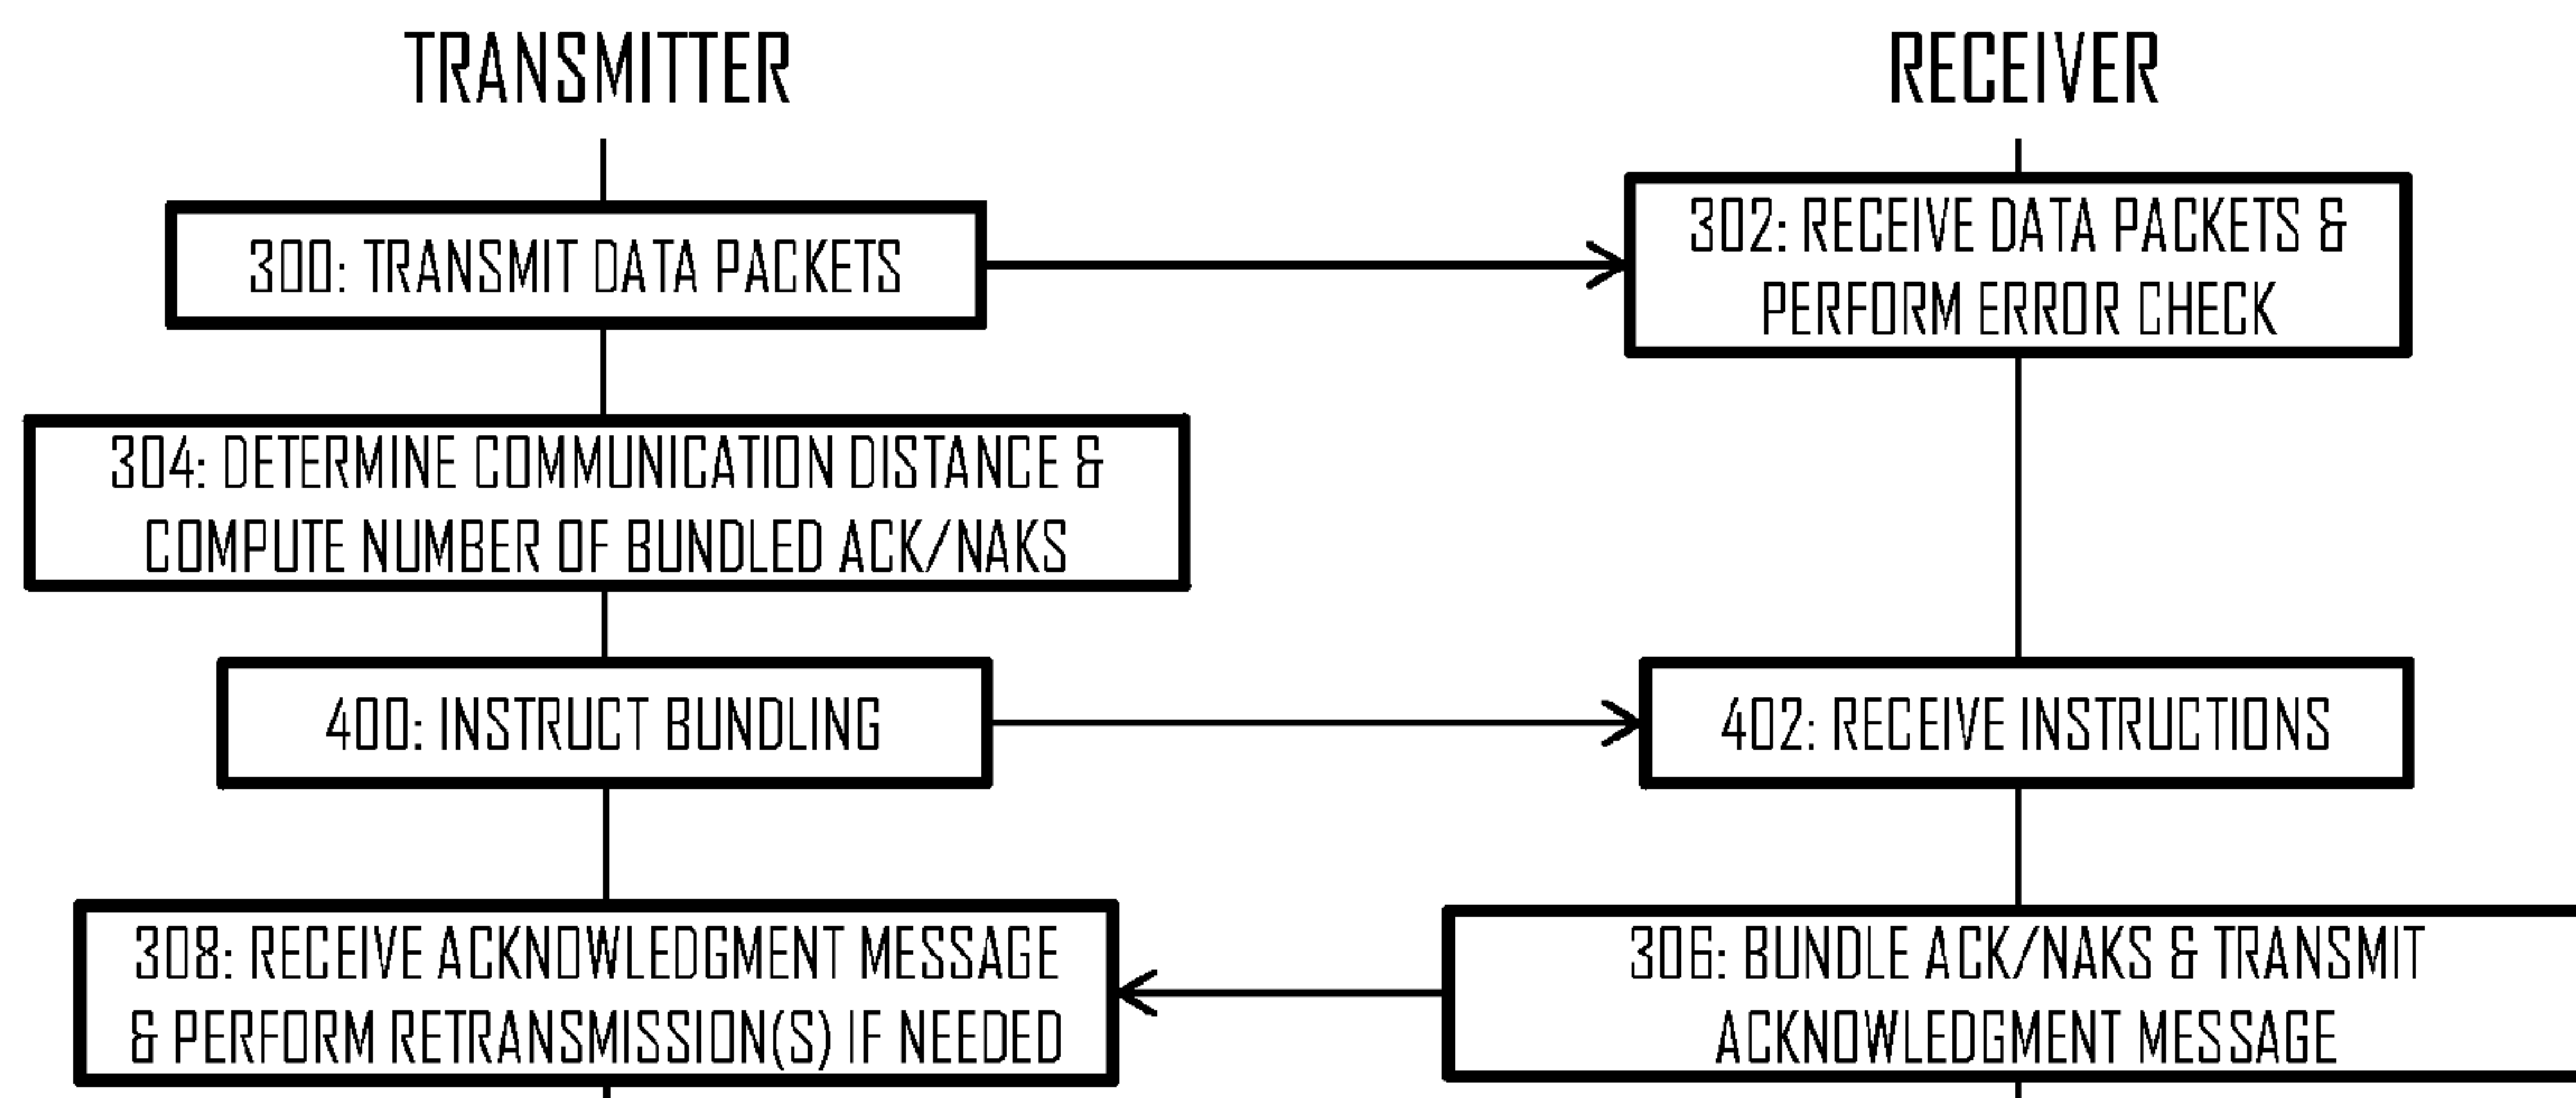 TRANSMITTER
RECEIVER
300: TRANSMIT DATA PACKETS
302: RECEIVE DATA PACKETS &
PERFORM ERROR CHECK
304: DETERMINE COMMUNICATION DISTANCE &
COMPUTE NUMBER OF BUNDLED ACK/NAKS
400: INSTRUCT BUNDLING
402: RECEIVE INSTRUCTIONS
308: RECEIVE ACKNOWLEDGMENT MESSAGE
& PERFORM RETRANSMISSION(S) IF NEEDED
306: BUNDLE ACK/NAKS & TRANSMIT
ACKNOWLEDGMENT MESSAGE